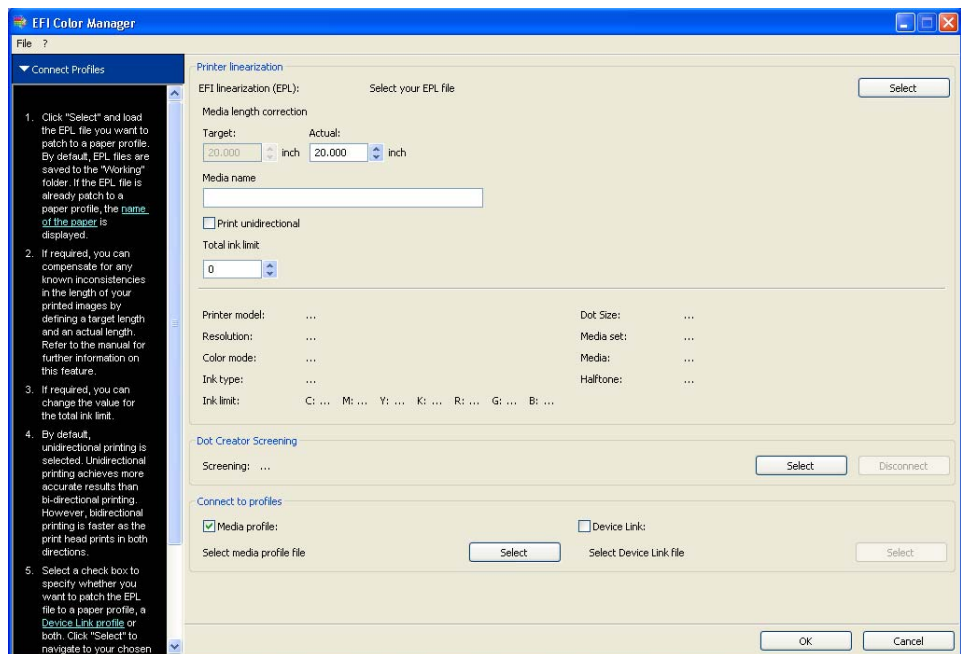 EFI Color Manager
File ?
Connect Profiles
1. Click "Select" and load
the EPL file you want to
patch to a paper profile.
By default, EPL files are
saved to the "Working"
folder. If the EPL file is
already patch to a
paper profile, the name
of the paper is
displayed.
2. If required, you can
compensate for any
known inconsistencies
in the length of your
printed images by
defining a target length
and an actual length.
Refer to the manual for
further information on
this feature.
3. If required, you can
change the value for
the total ink limit.
4. By default,
unidirectional printing is
selected. Unidirectional
printing achieves more
accurate results than
bi-directional printing.
However, bidirectional
printing is faster as the
print head prints in both
directions.
5. Select a check box to
specify whether you
want to patch the EPL
file to a paper profile, a
Device Link profile or
both. Click "Select" to
navigate to your chosen
Printer linearization
EFI linearization (EPL): Select your EPL file Select
Media length correction
Target: Actual:
20.000 inch 20.000 inch
Media name
Print unidirectional
Total ink limit
0
Printer model: ... Dot Size: ...
Resolution: ... Media set: ...
Color mode: ... Media: ...
Ink type: ... Halftone: ...
Ink limit: C: ... M: ... Y: ... K: ... R: ... G: ... B: ...
Dot Creator Screening
Screening: ... Select Disconnect
Connect to profiles
Media profile: Device Link:
Select media profile file Select Select Device Link file Select
OK Cancel